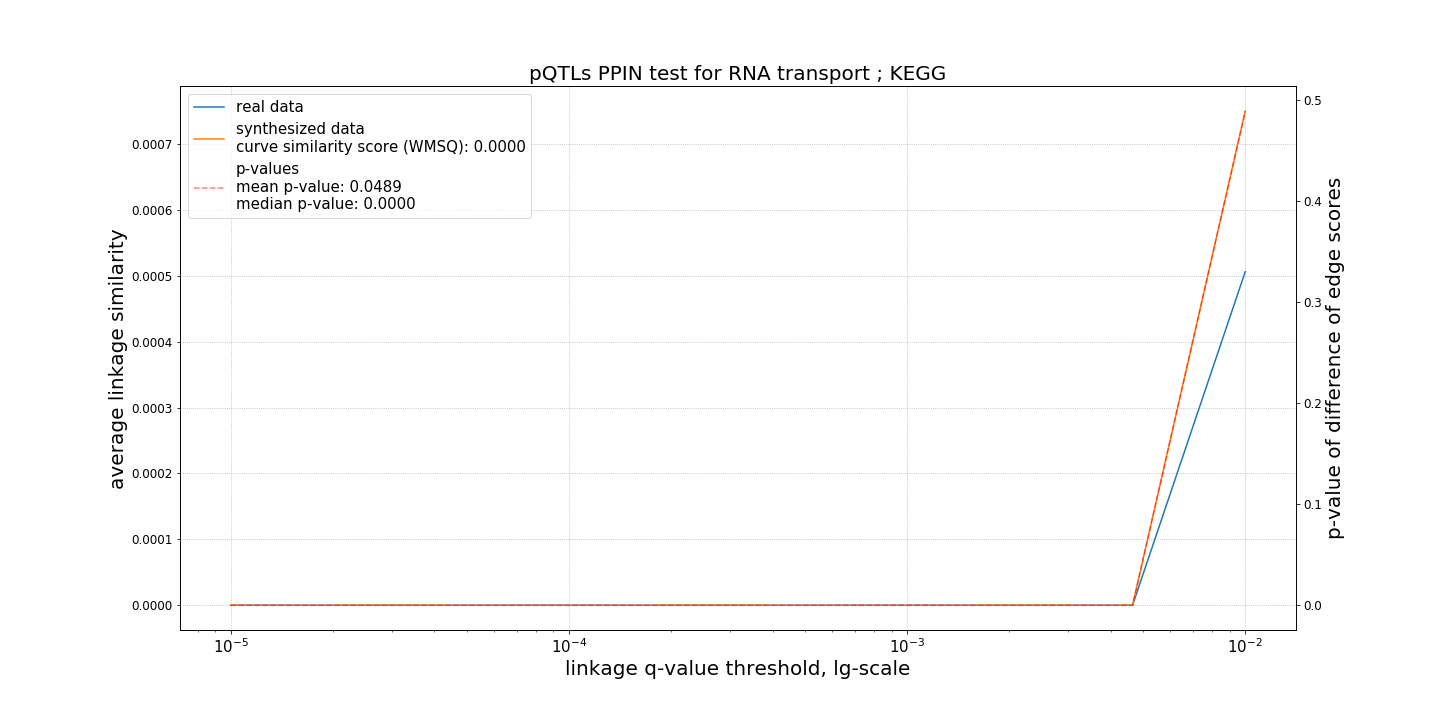 pQTLs PPIN test for RNA transport ; KEGG
real data
synthesized data
curve similarity score (WMSQ): 0.0000
p-values
mean p-value: 0.0489
median p-value: 0.0000
average linkage similarity
0.0007
0.0006
0.0005
0.0004
0.0003
0.0002
0.0001
0.0000
0.5
0.4
0.3
0.2
0.1
0.0
p-value of difference of edge scores
10⁻⁵ 10⁻⁴ 10⁻³ 10⁻²
linkage q-value threshold, lg-scale